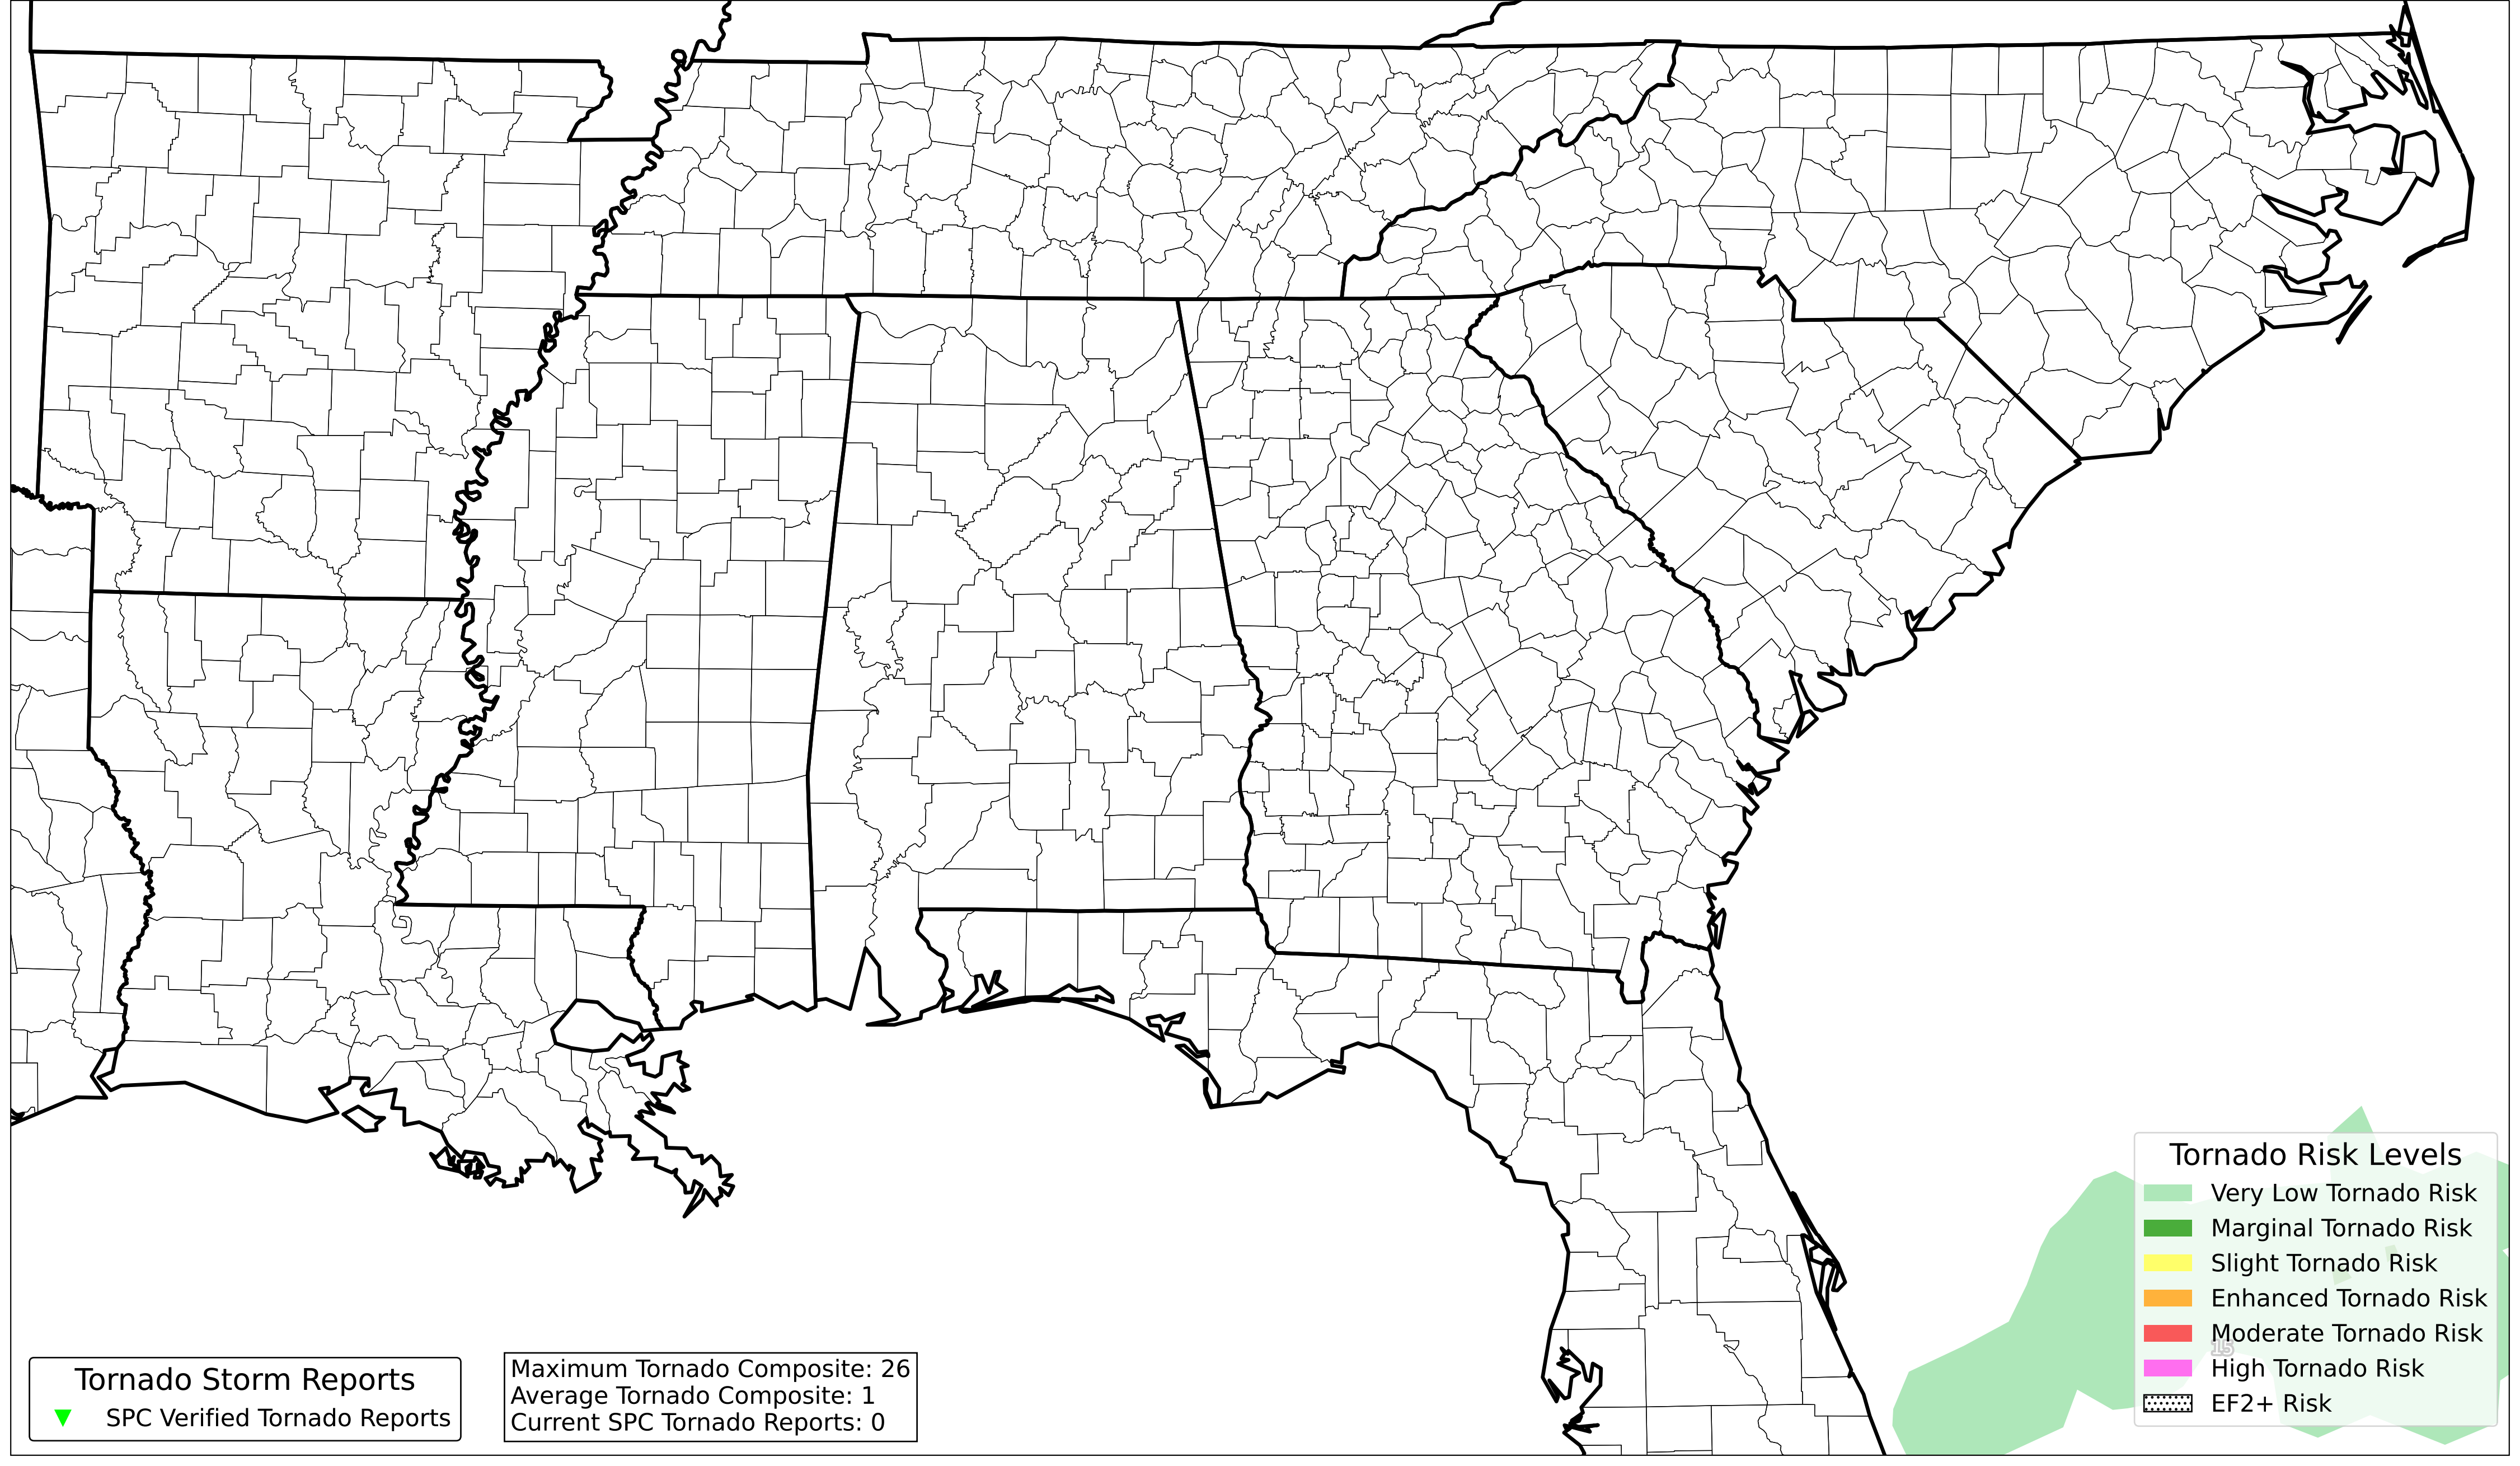 Tornado Risk Levels
Very Low Tornado Risk
Marginal Tornado Risk
Slight Tornado Risk
Enhanced Tornado Risk
Moderate Tornado Risk
15
High Tornado Risk
EF2+ Risk
Tornado Storm Reports
SPC Verified Tornado Reports
Maximum Tornado Composite: 26
Average Tornado Composite: 1
Current SPC Tornado Reports: 0